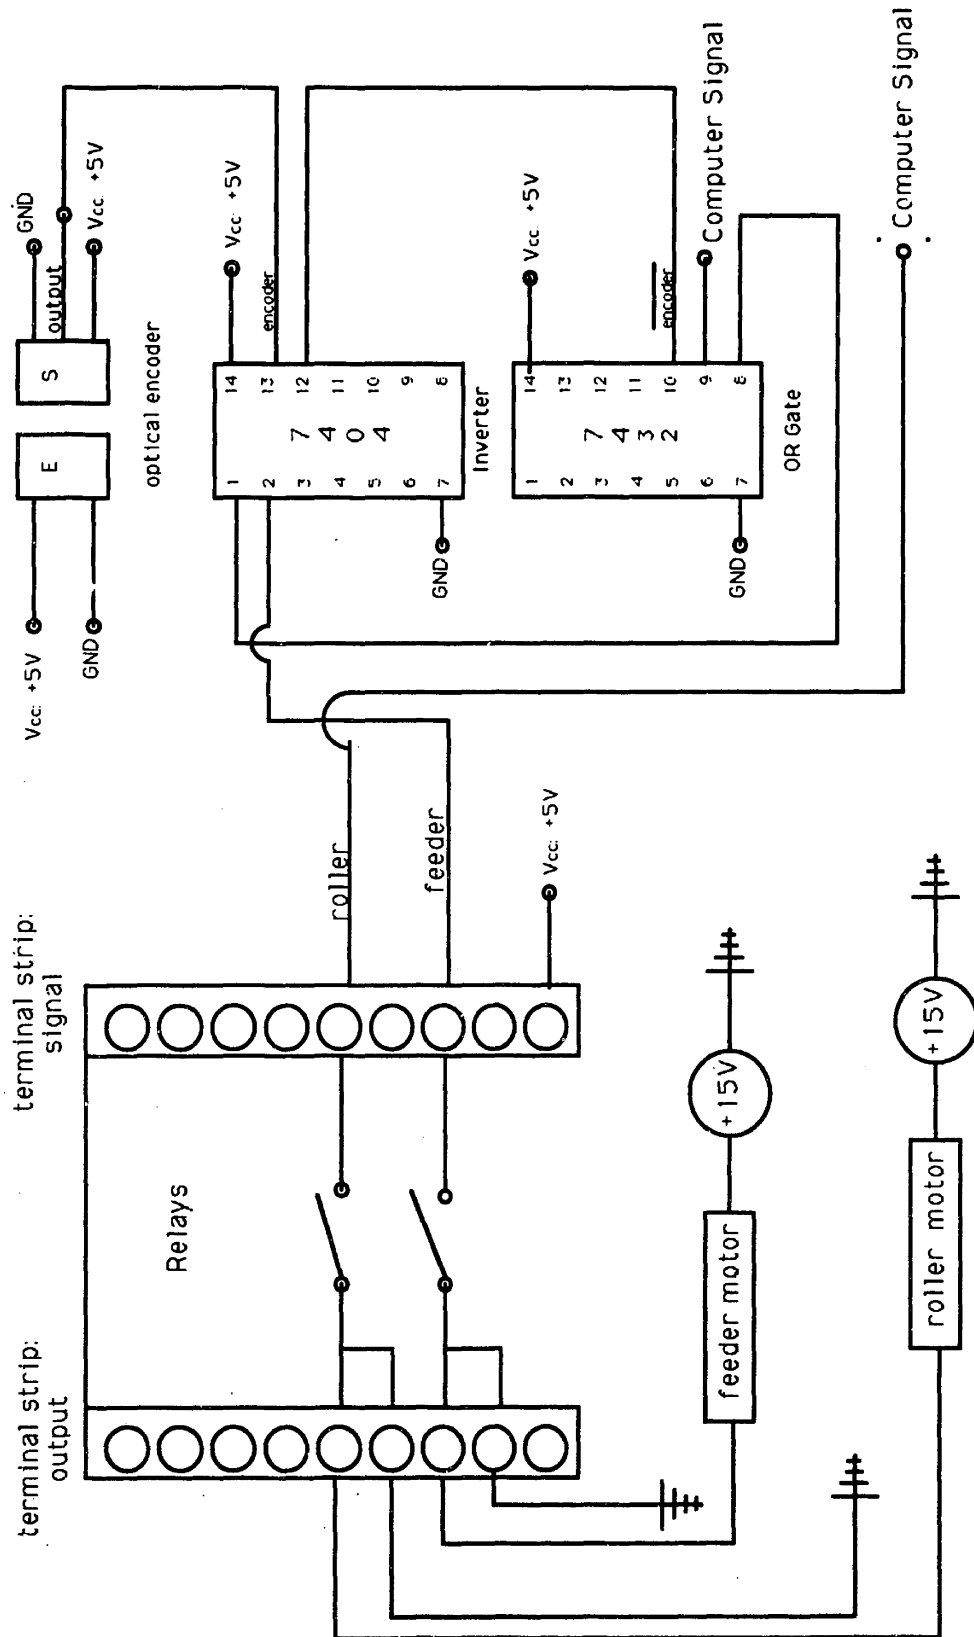 terminal strip:
output
terminal strip:
signal
Relays
roller
feeder
Vcc: +5V
feeder motor
+15V
roller motor
+15V
Vcc: +5V
GND
E
S
GND
output
Vcc: +5V
optical encoder
1
2
3
4
5
6
7
7
4
0
4
14
13
12
11
10
9
8
Vcc: +5V
encoder
GND
Inverter
1
2
3
4
5
6
7
7
4
3
2
14
13
12
11
10
9
8
Vcc: +5V
encoder
GND
OR Gate
Computer Signal
Computer Signal